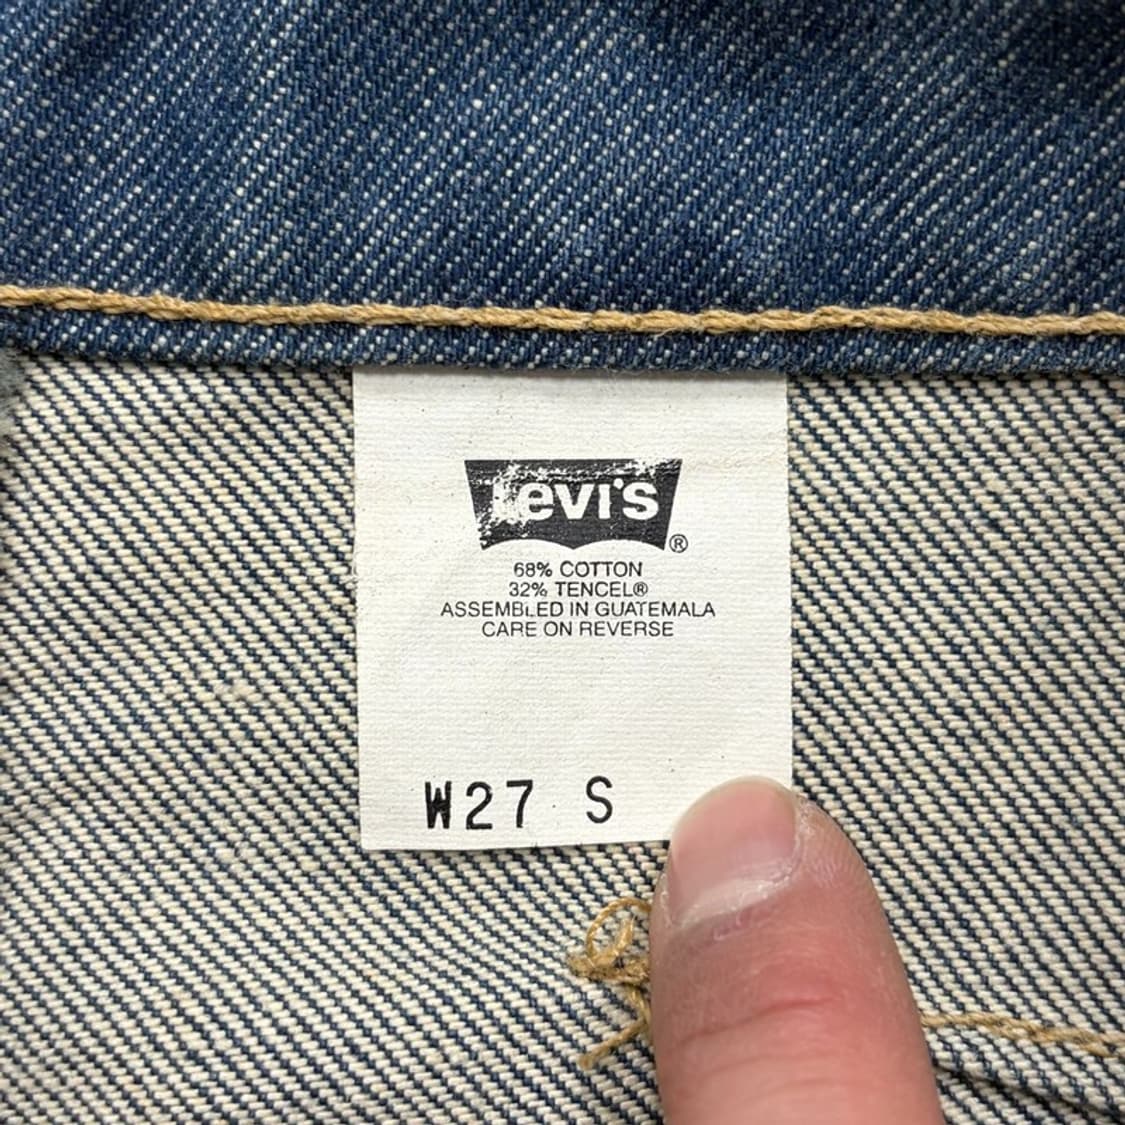 Levi's ®
68% COTTON
32% TENCEL®
ASSEMBLED IN GUATEMALA
CARE ON REVERSE
W27 S